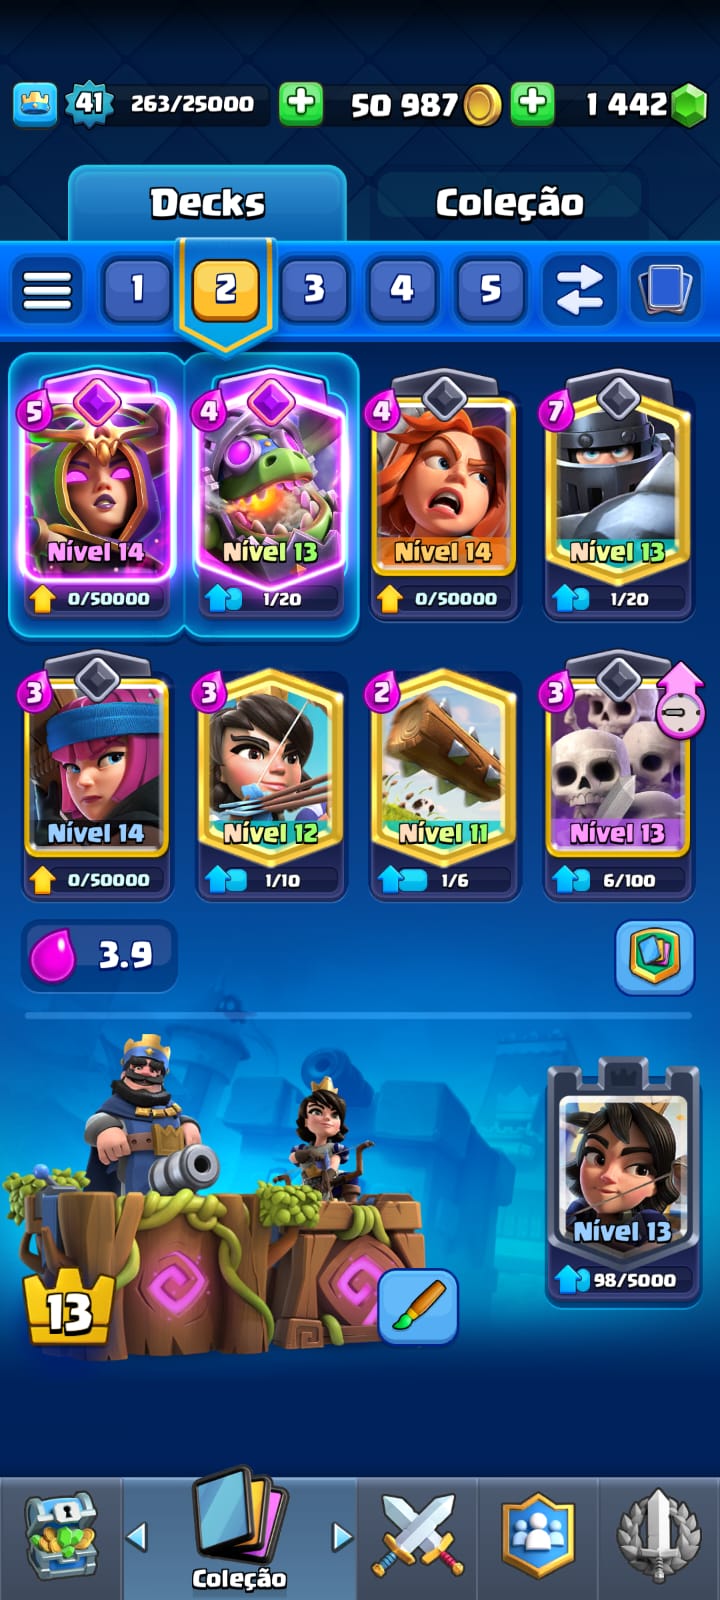 41 263/25000 50 987 1 442
Decks Coleção
1 2 3 4 5
5 4 4 7
Nível 14 Nível 13 Nível 14 Nível 13
0/50000 1/20 0/50000 1/20
3 3 2 3
Nível 14 Nível 12 Nível 11 Nível 13
0/50000 1/10 1/6 6/100
3.9
Nível 13
98/5000
13
Coleção